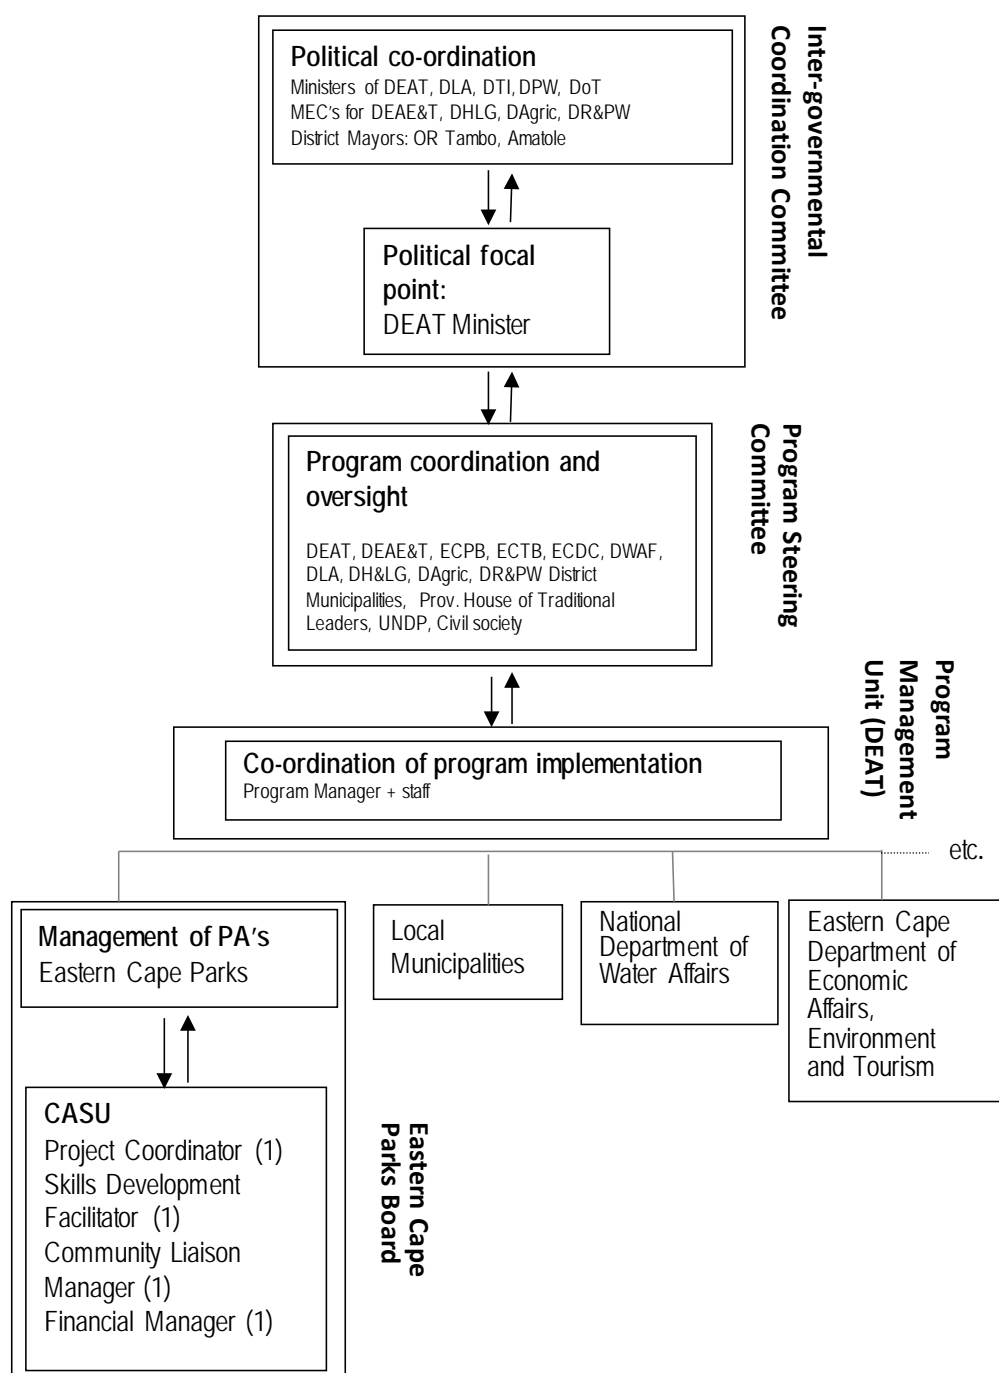 Political co-ordination
Ministers of DEAT, DLA, DTI, DPW, DoT
MEC's for DEAE&T, DHLG, DAgric, DR&PW
District Mayors: OR Tambo, Amatole
Inter-governmental
Coordination Committee
Political focal
point:
DEAT Minister
Program coordination and
oversight
DEAT, DEAE&T, ECPB, ECTB, ECDC, DWAF,
DLA, DH&LG, DAgric, DR&PW District
Municipalities, Prov. House of Traditional
Leaders, UNDP, Civil society
Program Steering
Committee
Program
Management
Unit (DEAT)
Co-ordination of program implementation
Program Manager + staff
etc.
Management of PA's
Eastern Cape Parks
Local
Municipalities
National
Department of
Water Affairs
Eastern Cape
Department of
Economic
Affairs,
Environment
and Tourism
CASU
Project Coordinator (1)
Skills Development
Facilitator (1)
Community Liaison
Manager (1)
Financial Manager (1)
Eastern Cape
Parks Board